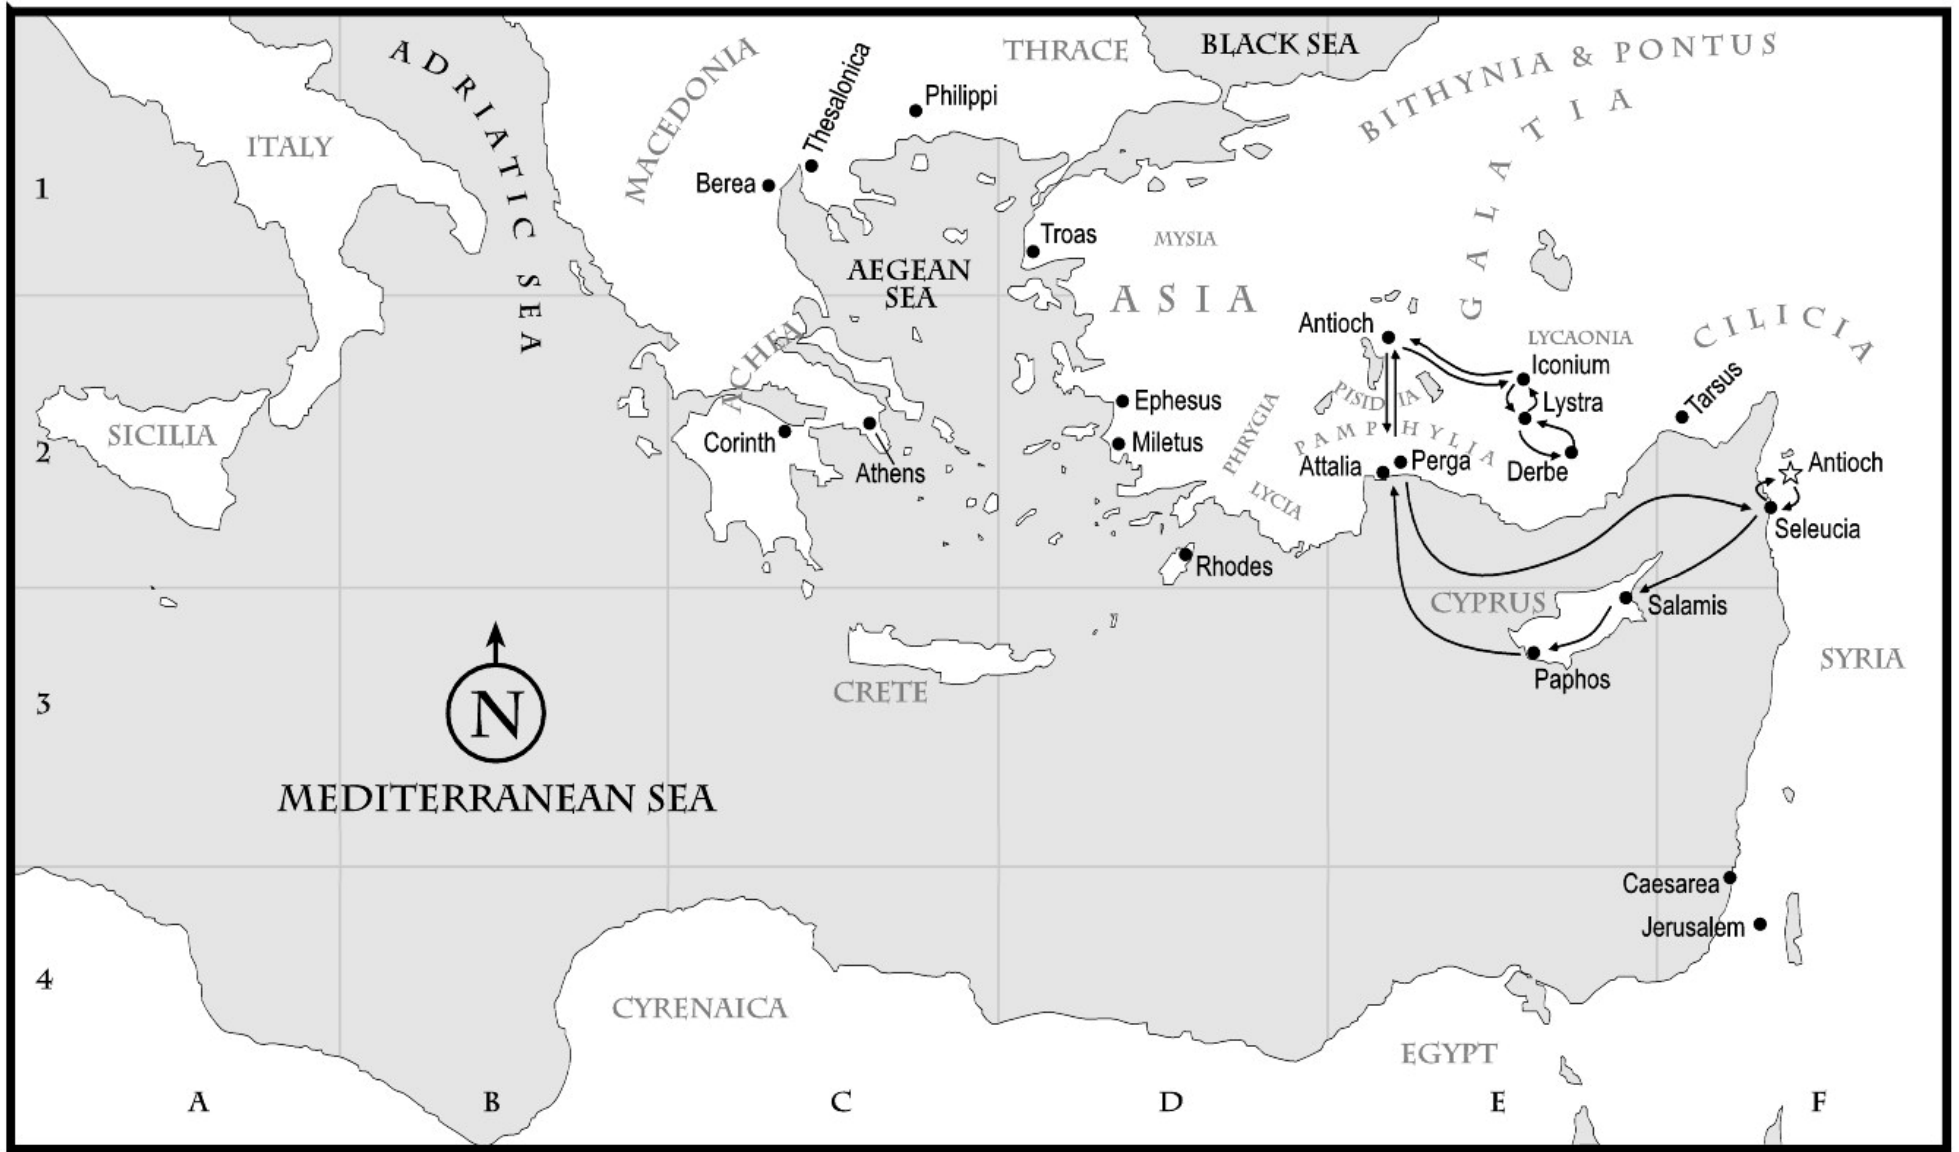 ADRIATIC SEA
MACEDONIA
Thesalonica
Philippi
THRACE
BLACK SEA
BITHYNIA & PONTUS
GALATIA
ITALY
1
Berea
Troas
MYSIA
AEGEAN
SEA
ASIA
ACHEA
Antioch
LYCAONIA
CILICIA
Iconium
Lystra
Tarsus
PISIDIA
PHRYGIA
PAMPHYLIA
Ephesus
Miletus
SICILIA
2
Corinth
Athens
Attalia
Perga
Derbe
Antioch
LYCIA
Seleucia
Rhodes
CYPRUS
Salamis
SYRIA
Paphos
CRETE
3
N
MEDITERRANEAN SEA
Caesarea
Jerusalem
4
CYRENAICA
EGYPT
A
B
C
D
E
F